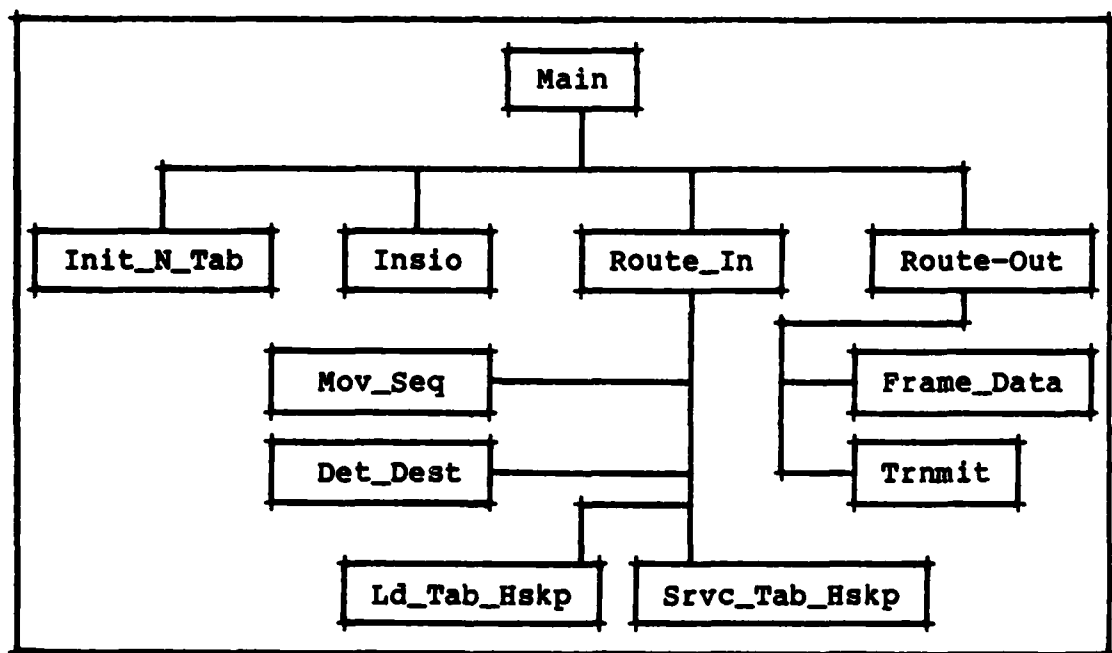 Main
Init_N_Tab
Insio
Route_In
Route-Out
Mov_Seq
Frame_Data
Det_Dest
Trnmit
Ld_Tab_Hskp
Srvc_Tab_Hskp